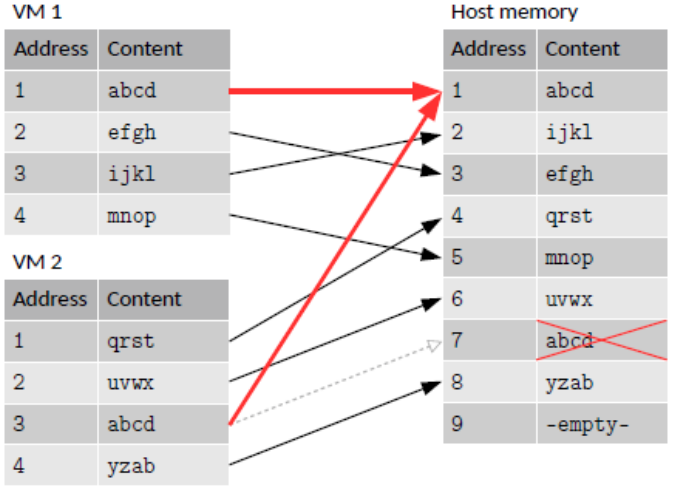 VM 1
Address Content
1 abcd
2 efgh
3 ijkl
4 mnop
VM 2
Address Content
1 qrst
2 uvwx
3 abcd
4 yzab
Host memory
Address Content
1 abcd
2 ijkl
3 efgh
4 qrst
5 mnop
6 uvwx
7 abcd
8 yzab
9 -empty-